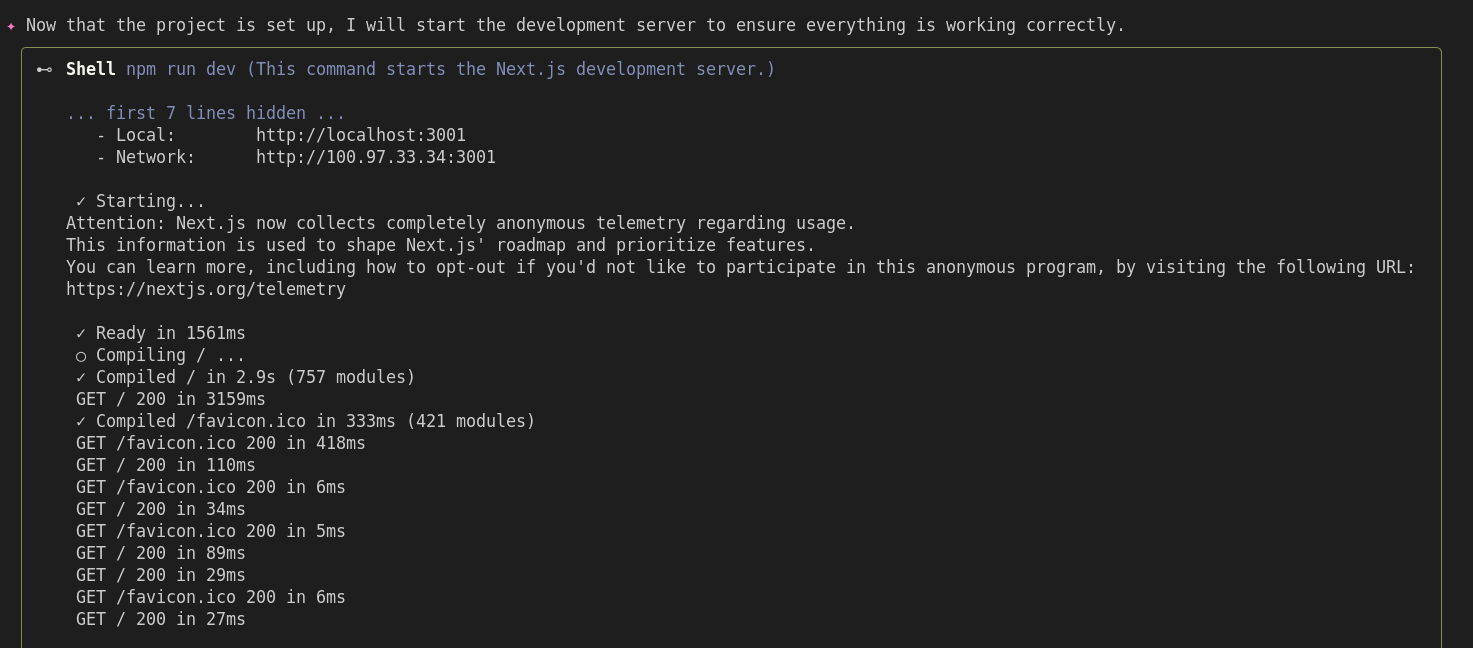 ✦ Now that the project is set up, I will start the development server to ensure everything is working correctly.
⊷ Shell npm run dev (This command starts the Next.js development server.)
... first 7 lines hidden ...
- Local: http://localhost:3001
- Network: http://100.97.33.34:3001
✓ Starting...
Attention: Next.js now collects completely anonymous telemetry regarding usage.
This information is used to shape Next.js' roadmap and prioritize features.
You can learn more, including how to opt-out if you'd not like to participate in this anonymous program, by visiting the following URL:
https://nextjs.org/telemetry
✓ Ready in 1561ms
○ Compiling / ...
✓ Compiled / in 2.9s (757 modules)
GET / 200 in 3159ms
✓ Compiled /favicon.ico in 333ms (421 modules)
GET /favicon.ico 200 in 418ms
GET / 200 in 110ms
GET /favicon.ico 200 in 6ms
GET / 200 in 34ms
GET /favicon.ico 200 in 5ms
GET / 200 in 89ms
GET / 200 in 29ms
GET /favicon.ico 200 in 6ms
GET / 200 in 27ms